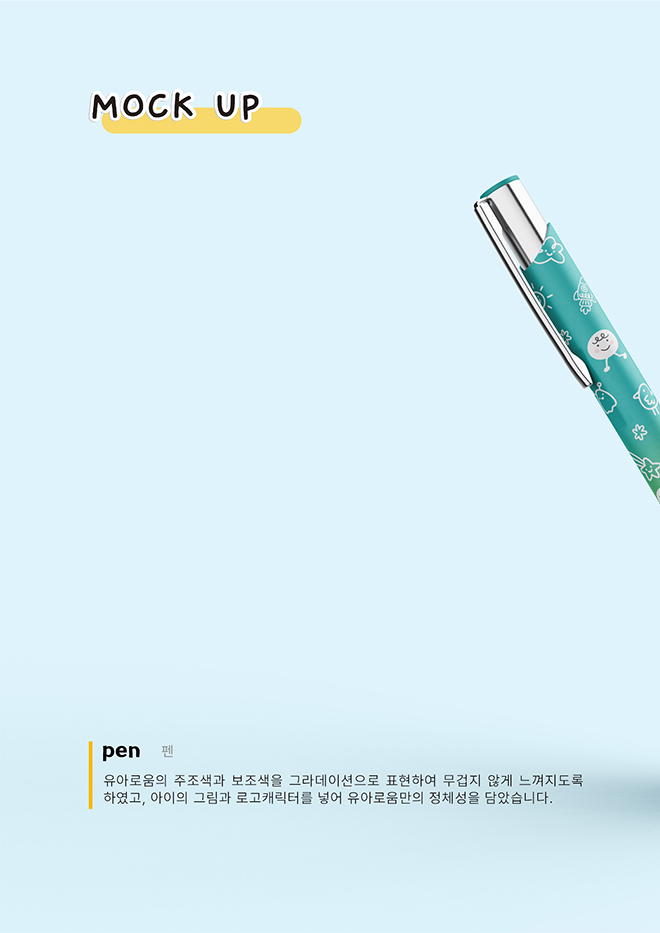 MOCK UP
pen 펜
유아로움의 주조색과 보조색을 그라데이션으로 표현하여 무겁지 않게 느껴지도록
하였고, 아이의 그림과 로고캐릭터를 넣어 유아로움만의 정체성을 담았습니다.